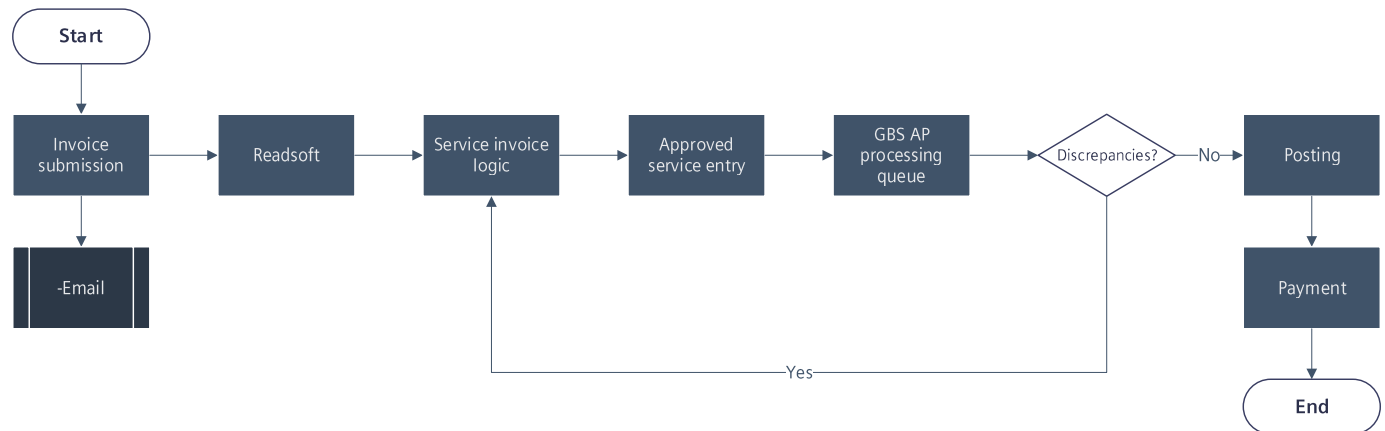 Start
Invoice
submission
Readsoft
Service invoice
logic
Approved
service entry
GBS AP
processing
queue
Discrepancies?
No
Posting
-Email
Payment
Yes
End